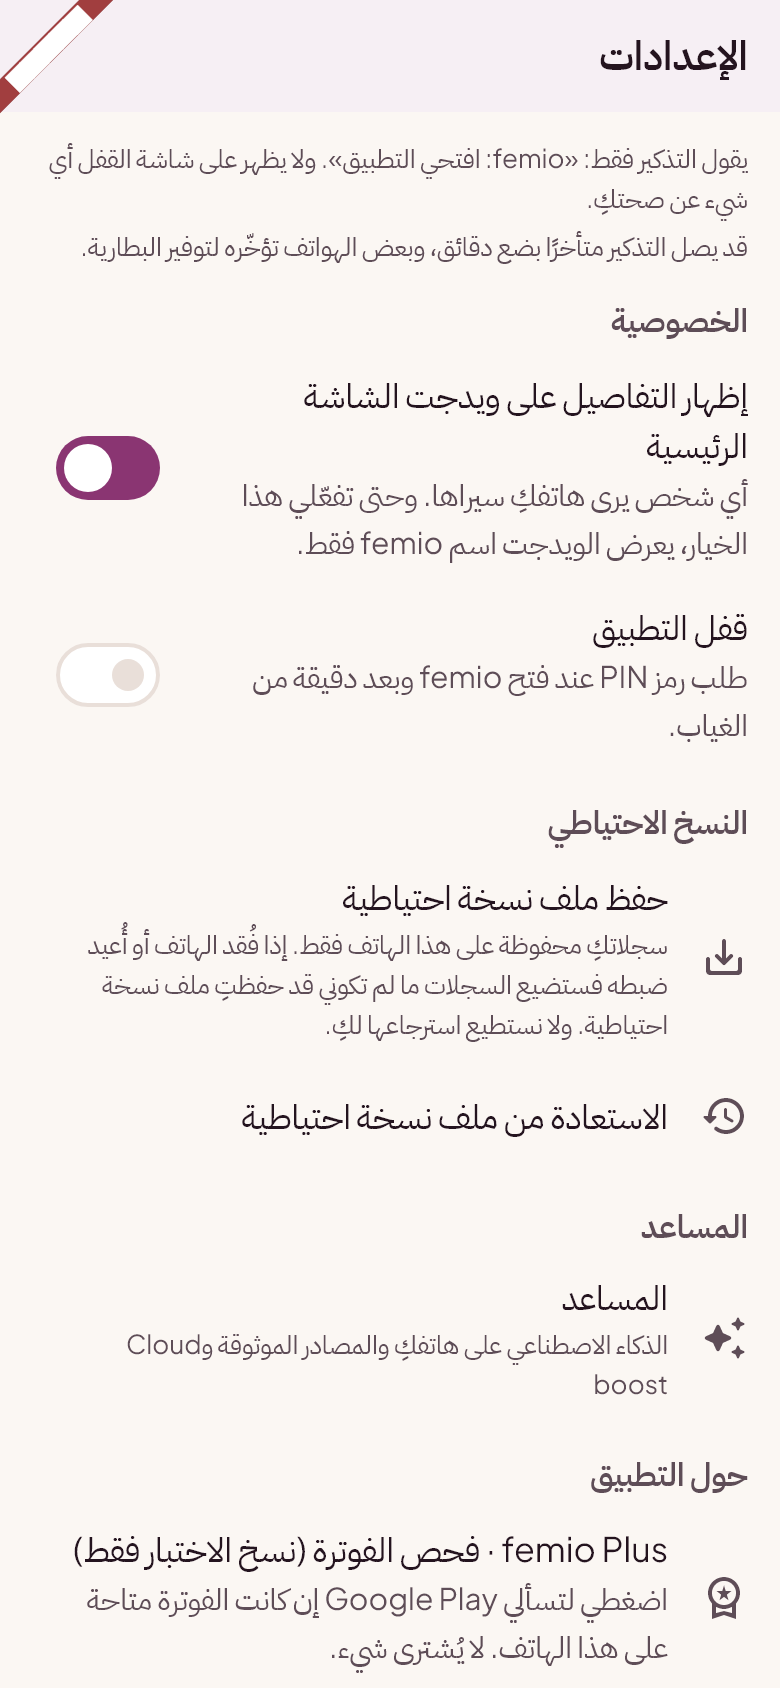 الإعدادات
يقول التذكير فقط: «femio: افتحي التطبيق». ولا يظهر على شاشة القفل أي
شيء عن صحتكِ.
قد يصل التذكير متأخرًا بضع دقائق، وبعض الهواتف تؤخّره لتوفير البطارية.
الخصوصية
إظهار التفاصيل على ويدجت الشاشة
الرئيسية
أي شخص يرى هاتفكِ سيراها. وحتى تفعّلي هذا
الخيار، يعرض الويدجت اسم femio فقط.
قفل التطبيق
طلب رمز PIN عند فتح femio وبعد دقيقة من
الغياب.
النسخ الاحتياطي
حفظ ملف نسخة احتياطية
سجلاتكِ محفوظة على هذا الهاتف فقط. إذا فُقد الهاتف أو أُعيد
ضبطه فستضيع السجلات ما لم تكوني قد حفظتِ ملف نسخة
احتياطية. ولا نستطيع استرجاعها لكِ.
الاستعادة من ملف نسخة احتياطية
المساعد
المساعد
الذكاء الاصطناعي على هاتفكِ والمصادر الموثوقة وCloud
boost
حول التطبيق
femio Plus · فحص الفوترة (نسخ الاختبار فقط)
اضغطي لتسألي Google Play إن كانت الفوترة متاحة
على هذا الهاتف. لا يُشترى شيء.